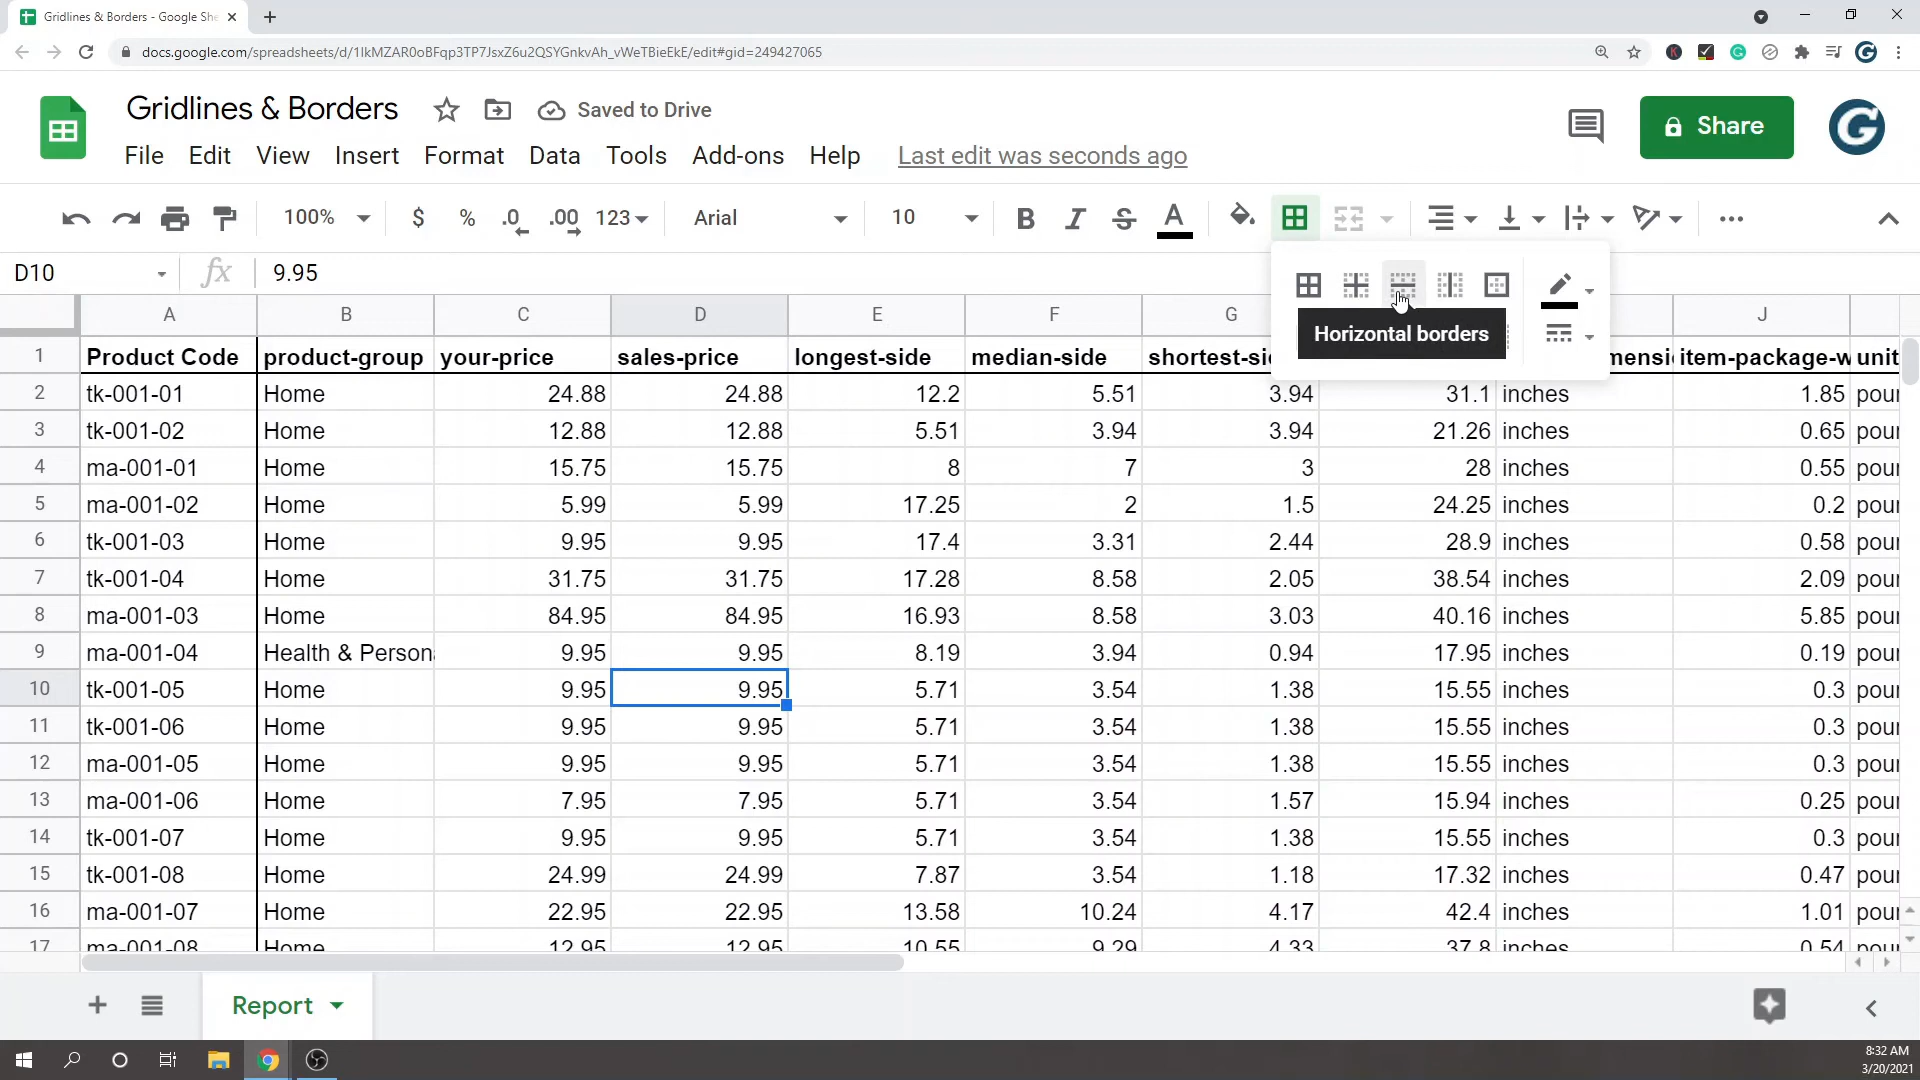 Gridlines & Borders - Google She
docs.google.com/spreadsheets/d/1IkMZAR0oBFqp3TP7JsxZ6u2QSYGnkvAh_vWeTBieEkE/edit#gid=249427065
Gridlines & Borders Saved to Drive
Share
File Edit View Insert Format Data Tools Add-ons Help Last edit was seconds ago
100% $ % .0 .00 123 Arial 10 B I S A
D10 fx 9.95
Horizontal borders
A B C D E F G J
1 Product Code product-group your-price sales-price longest-side median-side shortest-si mensi item-package-w unit
2 tk-001-01 Home 24.88 24.88 12.2 5.51 3.94 31.1 inches 1.85 pour
3 tk-001-02 Home 12.88 12.88 5.51 3.94 3.94 21.26 inches 0.65 pour
4 ma-001-01 Home 15.75 15.75 8 7 3 28 inches 0.55 pour
5 ma-001-02 Home 5.99 5.99 17.25 2 1.5 24.25 inches 0.2 pour
6 tk-001-03 Home 9.95 9.95 17.4 3.31 2.44 28.9 inches 0.58 pour
7 tk-001-04 Home 31.75 31.75 17.28 8.58 2.05 38.54 inches 2.09 pour
8 ma-001-03 Home 84.95 84.95 16.93 8.58 3.03 40.16 inches 5.85 pour
9 ma-001-04 Health & Persona 9.95 9.95 8.19 3.94 0.94 17.95 inches 0.19 pour
10 tk-001-05 Home 9.95 9.95 5.71 3.54 1.38 15.55 inches 0.3 pour
11 tk-001-06 Home 9.95 9.95 5.71 3.54 1.38 15.55 inches 0.3 pour
12 ma-001-05 Home 9.95 9.95 5.71 3.54 1.38 15.55 inches 0.3 pour
13 ma-001-06 Home 7.95 7.95 5.71 3.54 1.57 15.94 inches 0.25 pour
14 tk-001-07 Home 9.95 9.95 5.71 3.54 1.38 15.55 inches 0.3 pour
15 tk-001-08 Home 24.99 24.99 7.87 3.54 1.18 17.32 inches 0.47 pour
16 ma-001-07 Home 22.95 22.95 13.58 10.24 4.17 42.4 inches 1.01 pour
17 ma-001-08 Home 12.95 12.95 10.55 9.29 4.33 37.8 inches 0.54 pour
Report
8:32 AM
3/20/2021